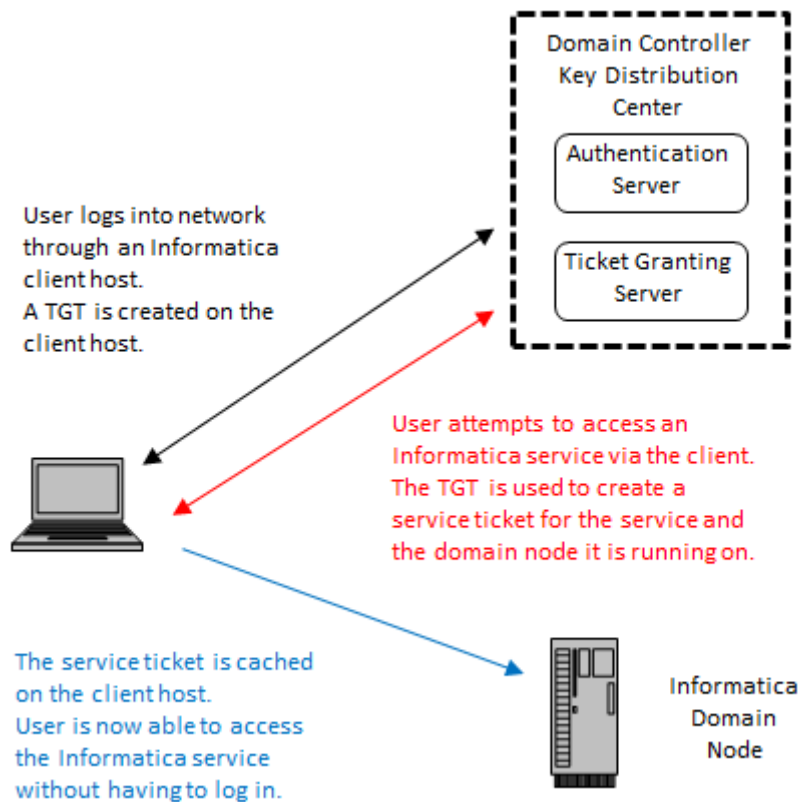 Domain Controller
Key Distribution
Center
Authentication
Server
Ticket Granting
Server
User logs into network
through an Informatica
client host.
A TGT is created on the
client host.
User attempts to access an
Informatica service via the client.
The TGT is used to create a
service ticket for the service and
the domain node it is running on.
The service ticket is cached
on the client host.
User is now able to access
the Informatica service
without having to log in.
Informatica
Domain
Node